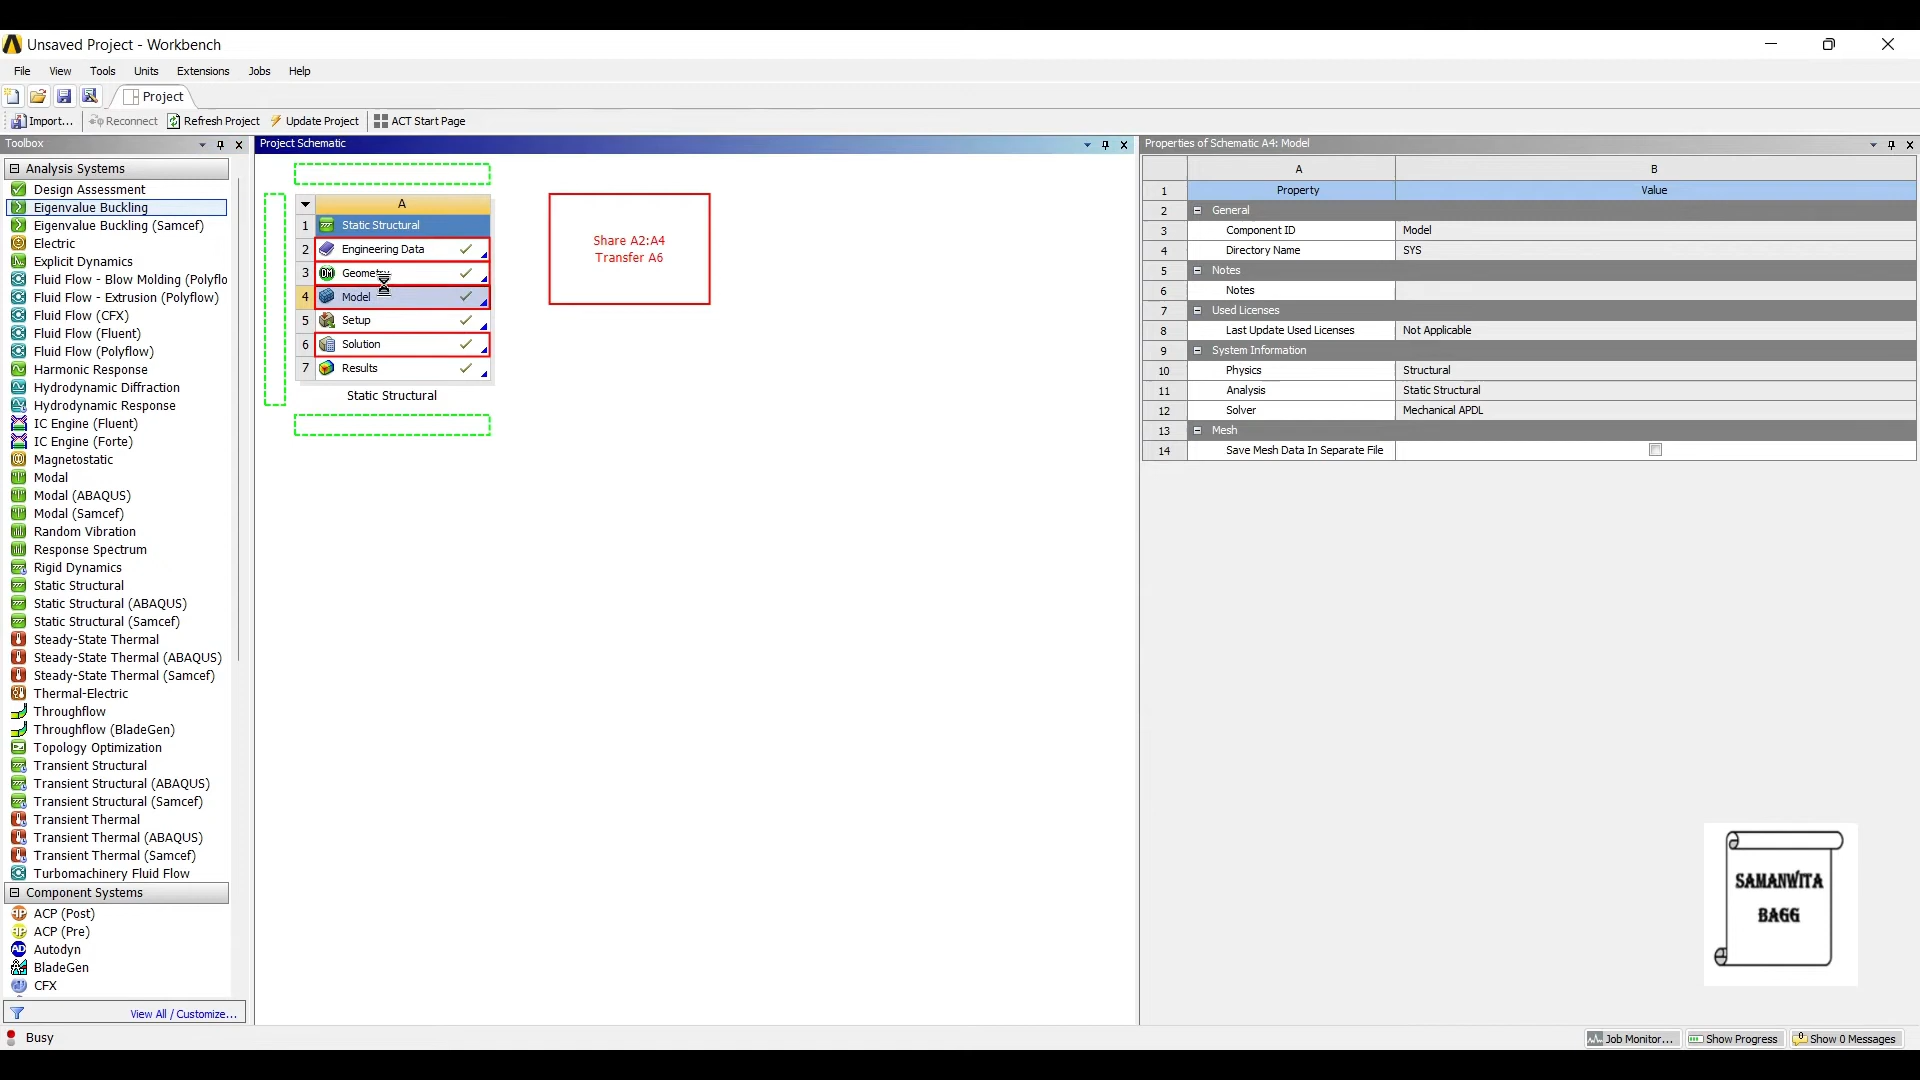 Unsaved Project - Workbench
File View Tools Units Extensions Jobs Help
Project
Import... Reconnect Refresh Project Update Project ACT Start Page
Toolbox
Analysis Systems
Design Assessment
Eigenvalue Buckling
Eigenvalue Buckling (Samcef)
Electric
Explicit Dynamics
Fluid Flow - Blow Molding (Polyflo
Fluid Flow - Extrusion (Polyflow)
Fluid Flow (CFX)
Fluid Flow (Fluent)
Fluid Flow (Polyflow)
Harmonic Response
Hydrodynamic Diffraction
Hydrodynamic Response
IC Engine (Fluent)
IC Engine (Forte)
Magnetostatic
Modal
Modal (ABAQUS)
Modal (Samcef)
Random Vibration
Response Spectrum
Rigid Dynamics
Static Structural
Static Structural (ABAQUS)
Static Structural (Samcef)
Steady-State Thermal
Steady-State Thermal (ABAQUS)
Steady-State Thermal (Samcef)
Thermal-Electric
Throughflow
Throughflow (BladeGen)
Topology Optimization
Transient Structural
Transient Structural (ABAQUS)
Transient Structural (Samcef)
Transient Thermal
Transient Thermal (ABAQUS)
Transient Thermal (Samcef)
Turbomachinery Fluid Flow
Component Systems
ACP (Post)
ACP (Pre)
Autodyn
BladeGen
CFX
View All / Customize...
Project Schematic
A
1 Static Structural
2 Engineering Data
3 Geometry
4 Model
5 Setup
6 Solution
7 Results
Static Structural
Share A2:A4
Transfer A6
Properties of Schematic A4: Model
A B
1 Property Value
2 General
3 Component ID Model
4 Directory Name SYS
5 Notes
6 Notes
7 Used Licenses
8 Last Update Used Licenses Not Applicable
9 System Information
10 Physics Structural
11 Analysis Static Structural
12 Solver Mechanical APDL
13 Mesh
14 Save Mesh Data In Separate File
SAMANWITA
BAGG
Busy
Job Monitor... Show Progress Show 0 Messages